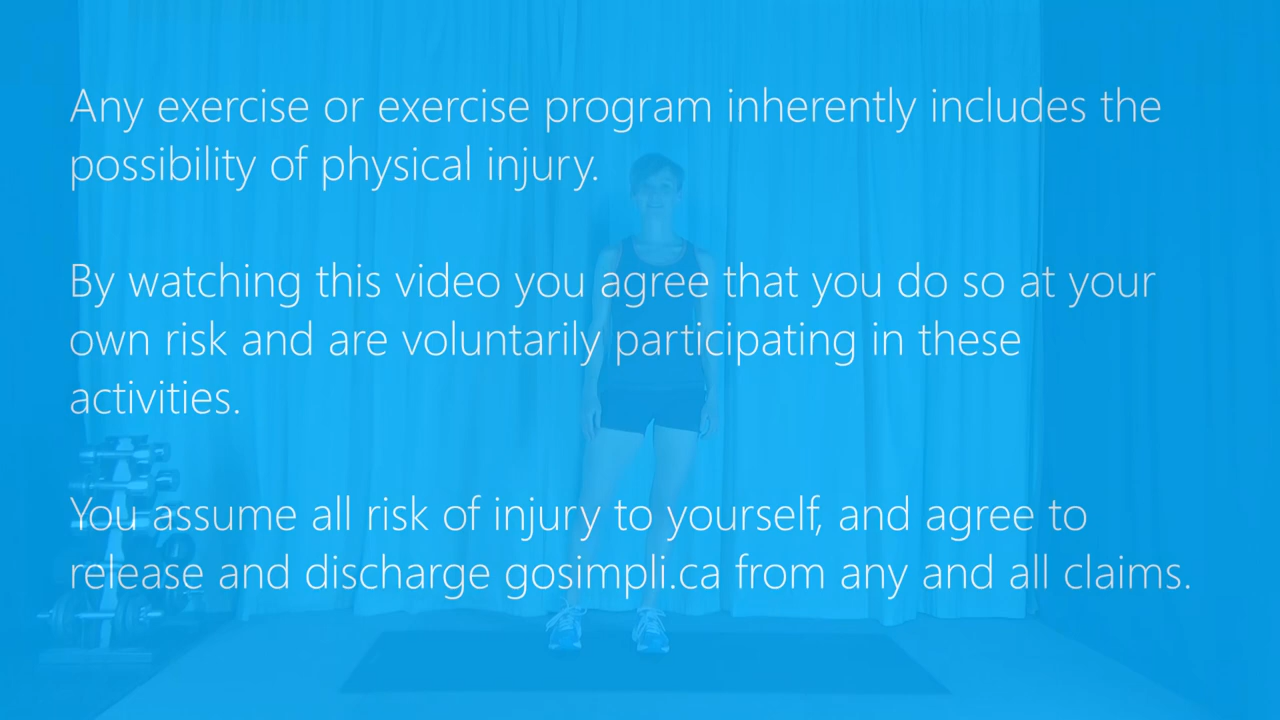 Any exercise or exercise program inherently includes the
possibility of physical injury.
By watching this video you agree that you do so at your
own risk and are voluntarily participating in these
activities.
You assume all risk of injury to yourself, and agree to
release and discharge gosimpli.ca from any and all claims.